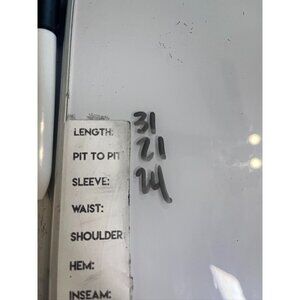 LENGTH: 31
PIT TO PIT 21
SLEEVE: 24
WAIST:
SHOULDER
HEM:
INSEAM: